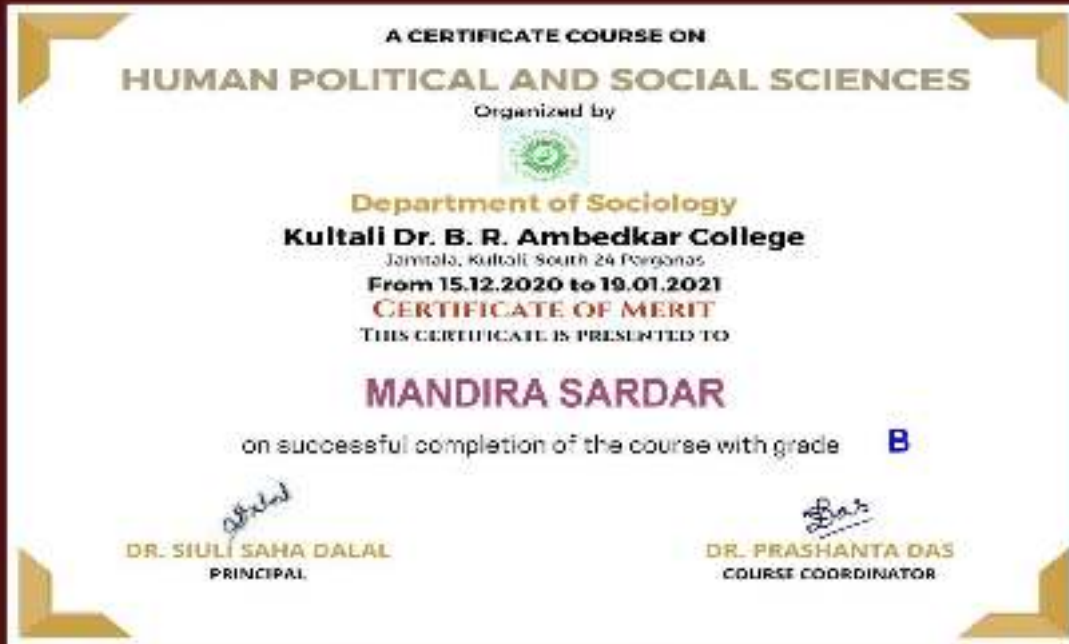 A CERTIFICATE COURSE ON
HUMAN POLITICAL AND SOCIAL SCIENCES
Organized by
Department of Sociology
Kultali Dr. B. R. Ambedkar College
Jamtala, Kultali, South 24 Parganas
From 15.12.2020 to 19.01.2021
CERTIFICATE OF MERIT
THIS CERTIFICATE IS PRESENTED TO
MANDIRA SARDAR
on successful completion of the course with grade B
Das
DR. SIULI SAHA DALAL DR. PRASHANTA DAS
PRINCIPAL COURSE COORDINATOR